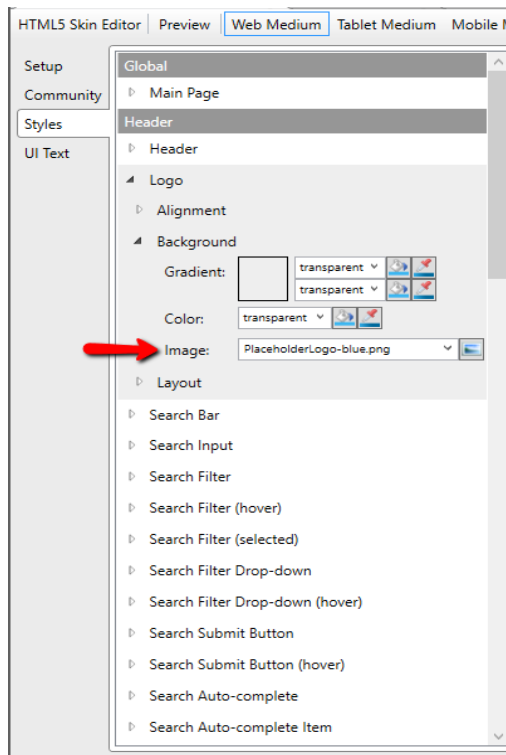 HTML5 Skin Editor Preview Web Medium Tablet Medium Mobile
Setup
Community
Styles
UI Text
Global
Main Page
Header
Header
Logo
Alignment
Background
Gradient: transparent
transparent
Color: transparent
Image: PlaceholderLogo-blue.png
Layout
Search Bar
Search Input
Search Filter
Search Filter (hover)
Search Filter (selected)
Search Filter Drop-down
Search Filter Drop-down (hover)
Search Submit Button
Search Submit Button (hover)
Search Auto-complete
Search Auto-complete Item